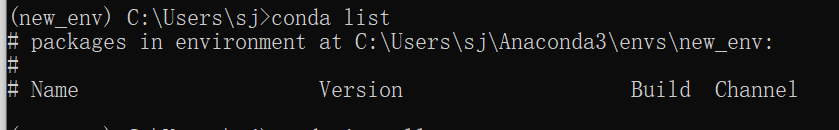 (new_env) C:\Users\sj>conda list
# packages in environment at C:\Users\sj\Anaconda3\envs\new_env:
#
# Name                    Version                   Build  Channel